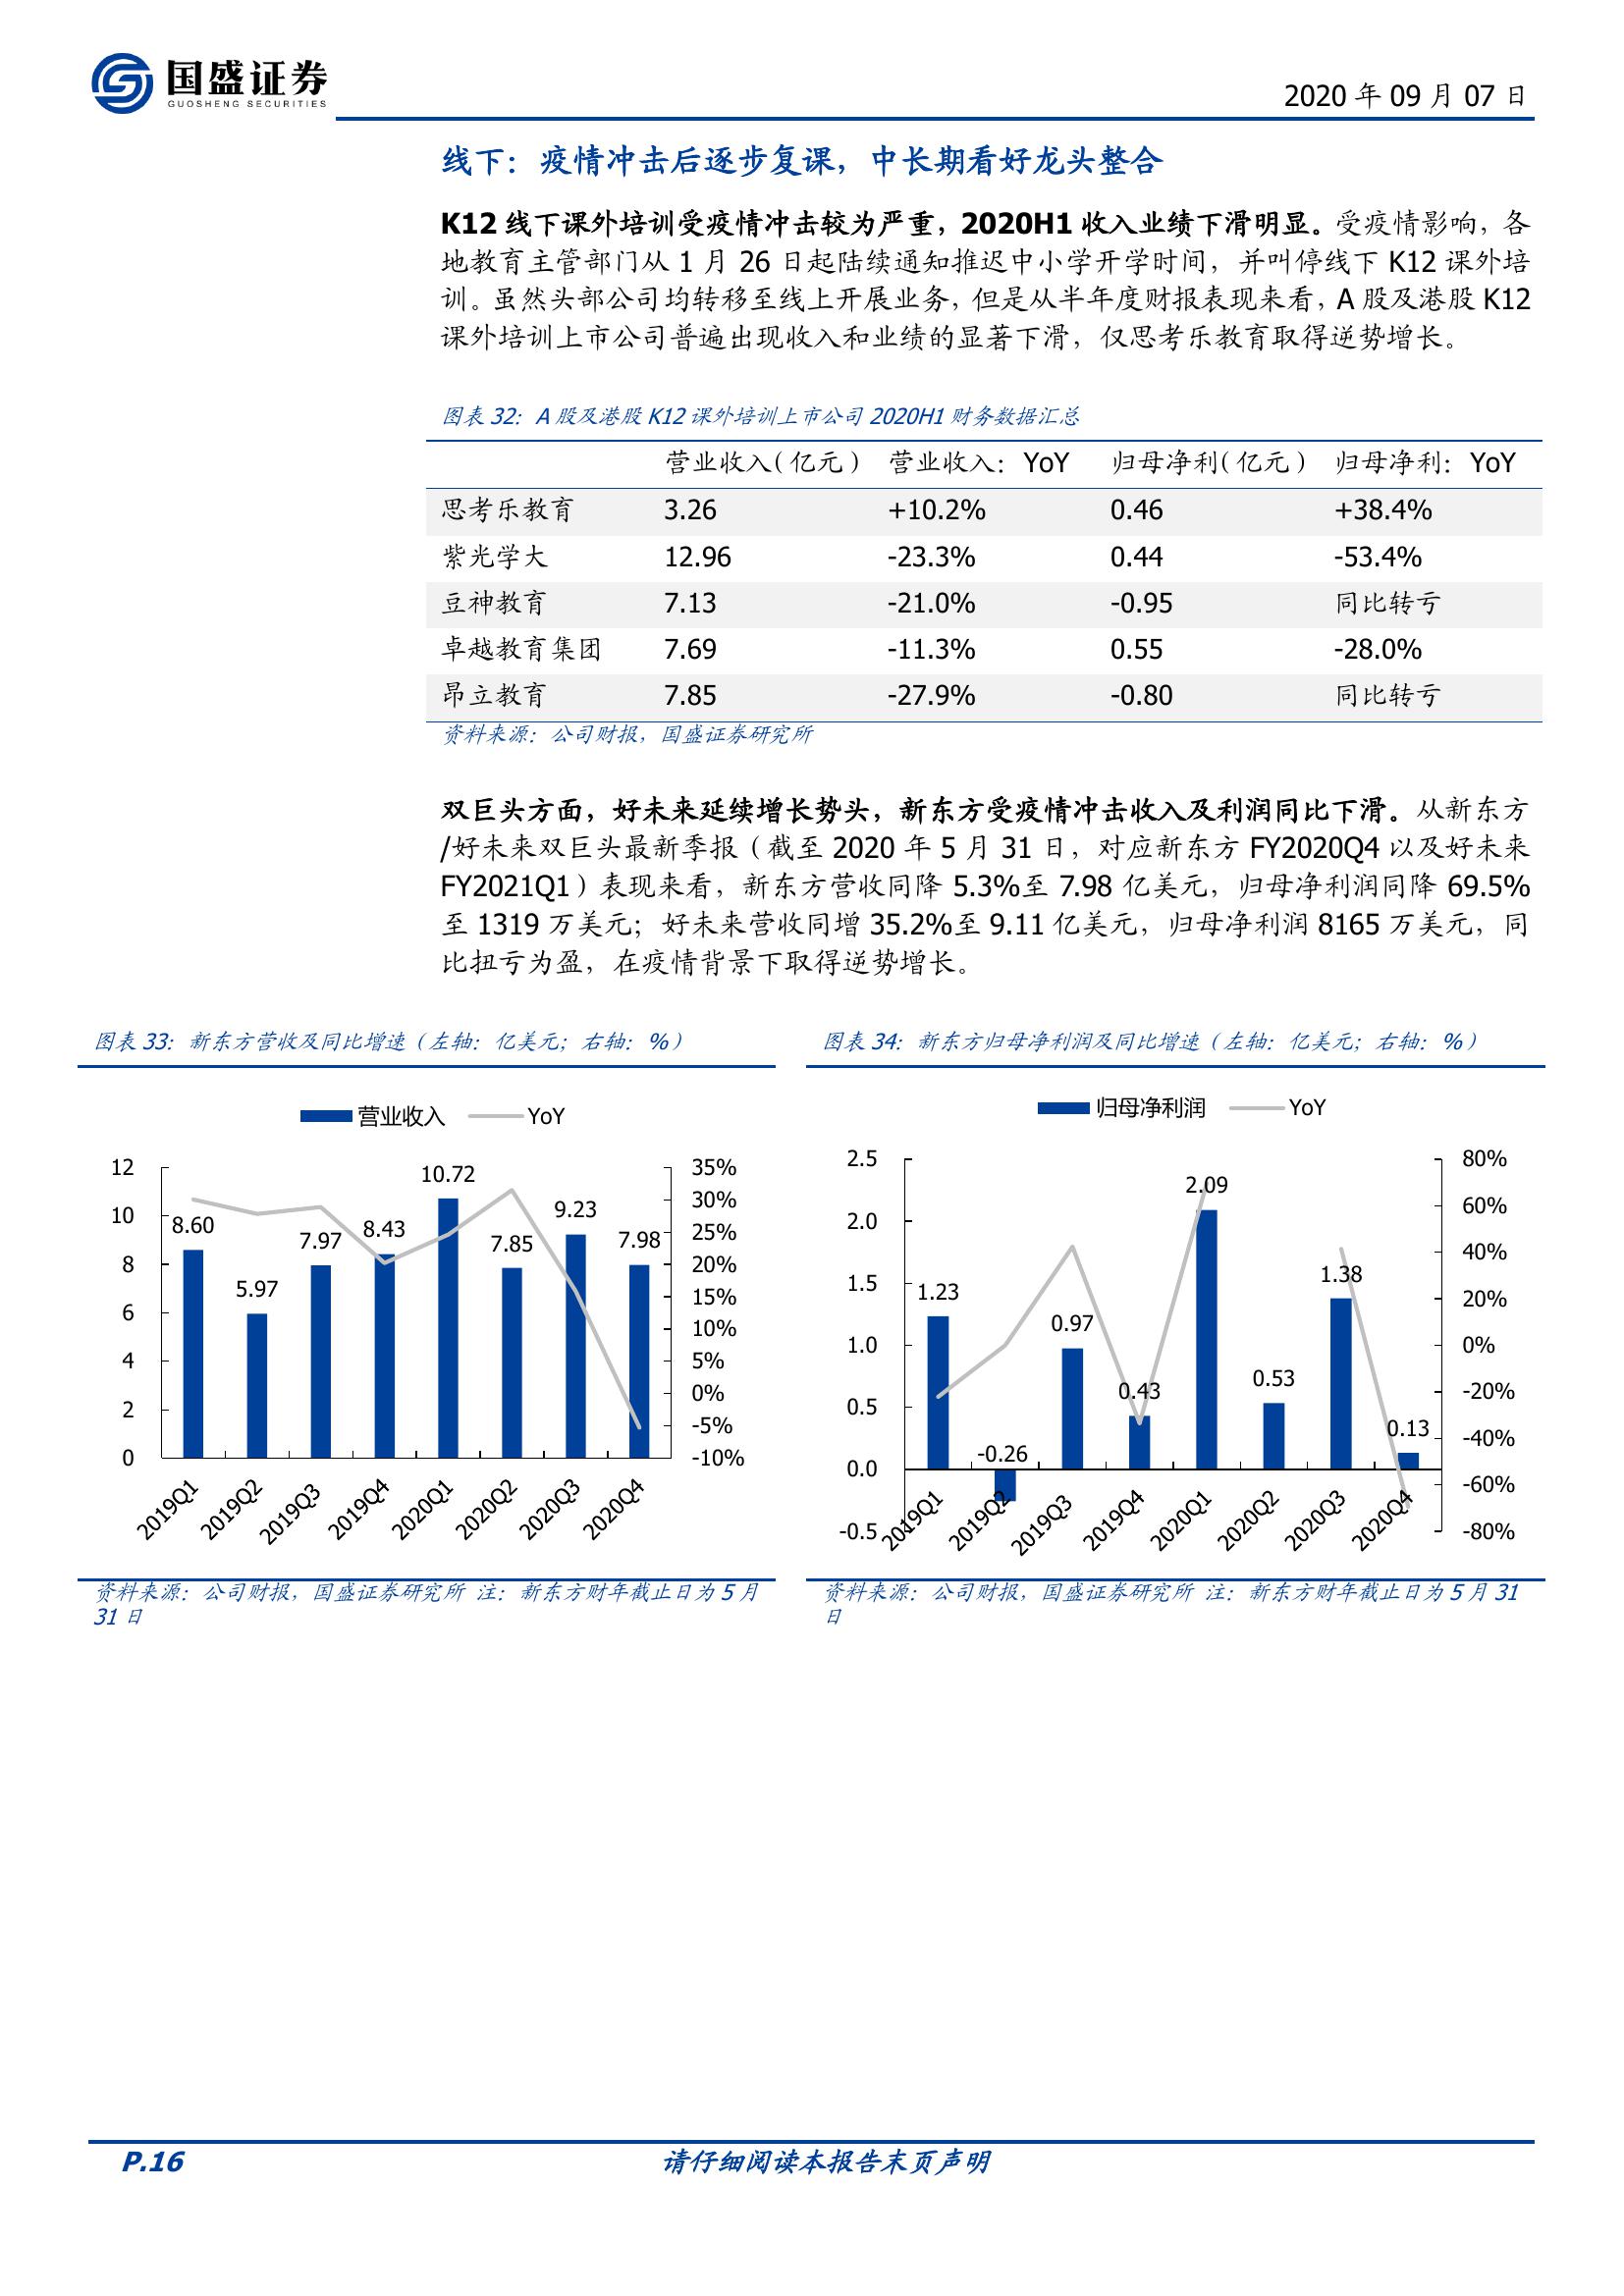 国盛证券
GUOSHENG SECURITIES
2020 年 09 月 07 日
线下：疫情冲击后逐步复课，中长期看好龙头整合
K12 线下课外培训受疫情冲击较为严重，2020H1 收入业绩下滑明显。受疫情影响，各
地教育主管部门从 1 月 26 日起陆续通知推迟中小学开学时间，并叫停线下 K12 课外培
训。虽然头部公司均转移至线上开展业务，但是从半年度财报表现来看，A 股及港股 K12
课外培训上市公司普遍出现收入和业绩的显著下滑，仅思考乐教育取得逆势增长。
图表 32：A 股及港股 K12 课外培训上市公司 2020H1 财务数据汇总
营业收入（亿元） 营业收入：YoY 归母净利（亿元） 归母净利：YoY
思考乐教育 3.26 +10.2% 0.46 +38.4%
紫光学大 12.96 -23.3% 0.44 -53.4%
豆神教育 7.13 -21.0% -0.95 同比转亏
卓越教育集团 7.69 -11.3% 0.55 -28.0%
昂立教育 7.85 -27.9% -0.80 同比转亏
资料来源：公司财报，国盛证券研究所
双巨头方面，好未来延续增长势头，新东方受疫情冲击收入及利润同比下滑。从新东方
/好未来双巨头最新季报（截至 2020 年 5 月 31 日，对应新东方 FY2020Q4 以及好未来
FY2021Q1）表现来看，新东方营收同降 5.3%至 7.98 亿美元，归母净利润同降 69.5%
至 1319 万美元；好未来营收同增 35.2%至 9.11 亿美元，归母净利润 8165 万美元，同
比扭亏为盈，在疫情背景下取得逆势增长。
图表 33：新东方营收及同比增速（左轴：亿美元；右轴：%）
营业收入 YoY
12
10
8
6
4
2
0
8.60
5.97
7.97
8.43
10.72
7.85
9.23
7.98
35%
30%
25%
20%
15%
10%
5%
0%
-5%
-10%
2019Q1
2019Q2
2019Q3
2019Q4
2020Q1
2020Q2
2020Q3
2020Q4
资料来源：公司财报，国盛证券研究所 注：新东方财年截止日为 5 月
31 日
图表 34：新东方归母净利润及同比增速（左轴：亿美元；右轴：%）
归母净利润 YoY
2.5
2.0
1.5
1.0
0.5
0.0
-0.5
1.23
-0.26
0.97
0.43
2.09
0.53
1.38
0.13
80%
60%
40%
20%
0%
-20%
-40%
-60%
-80%
2019Q1
2019Q2
2019Q3
2019Q4
2020Q1
2020Q2
2020Q3
2020Q4
资料来源：公司财报，国盛证券研究所 注：新东方财年截止日为 5 月 31
日
P.16
请仔细阅读本报告末页声明